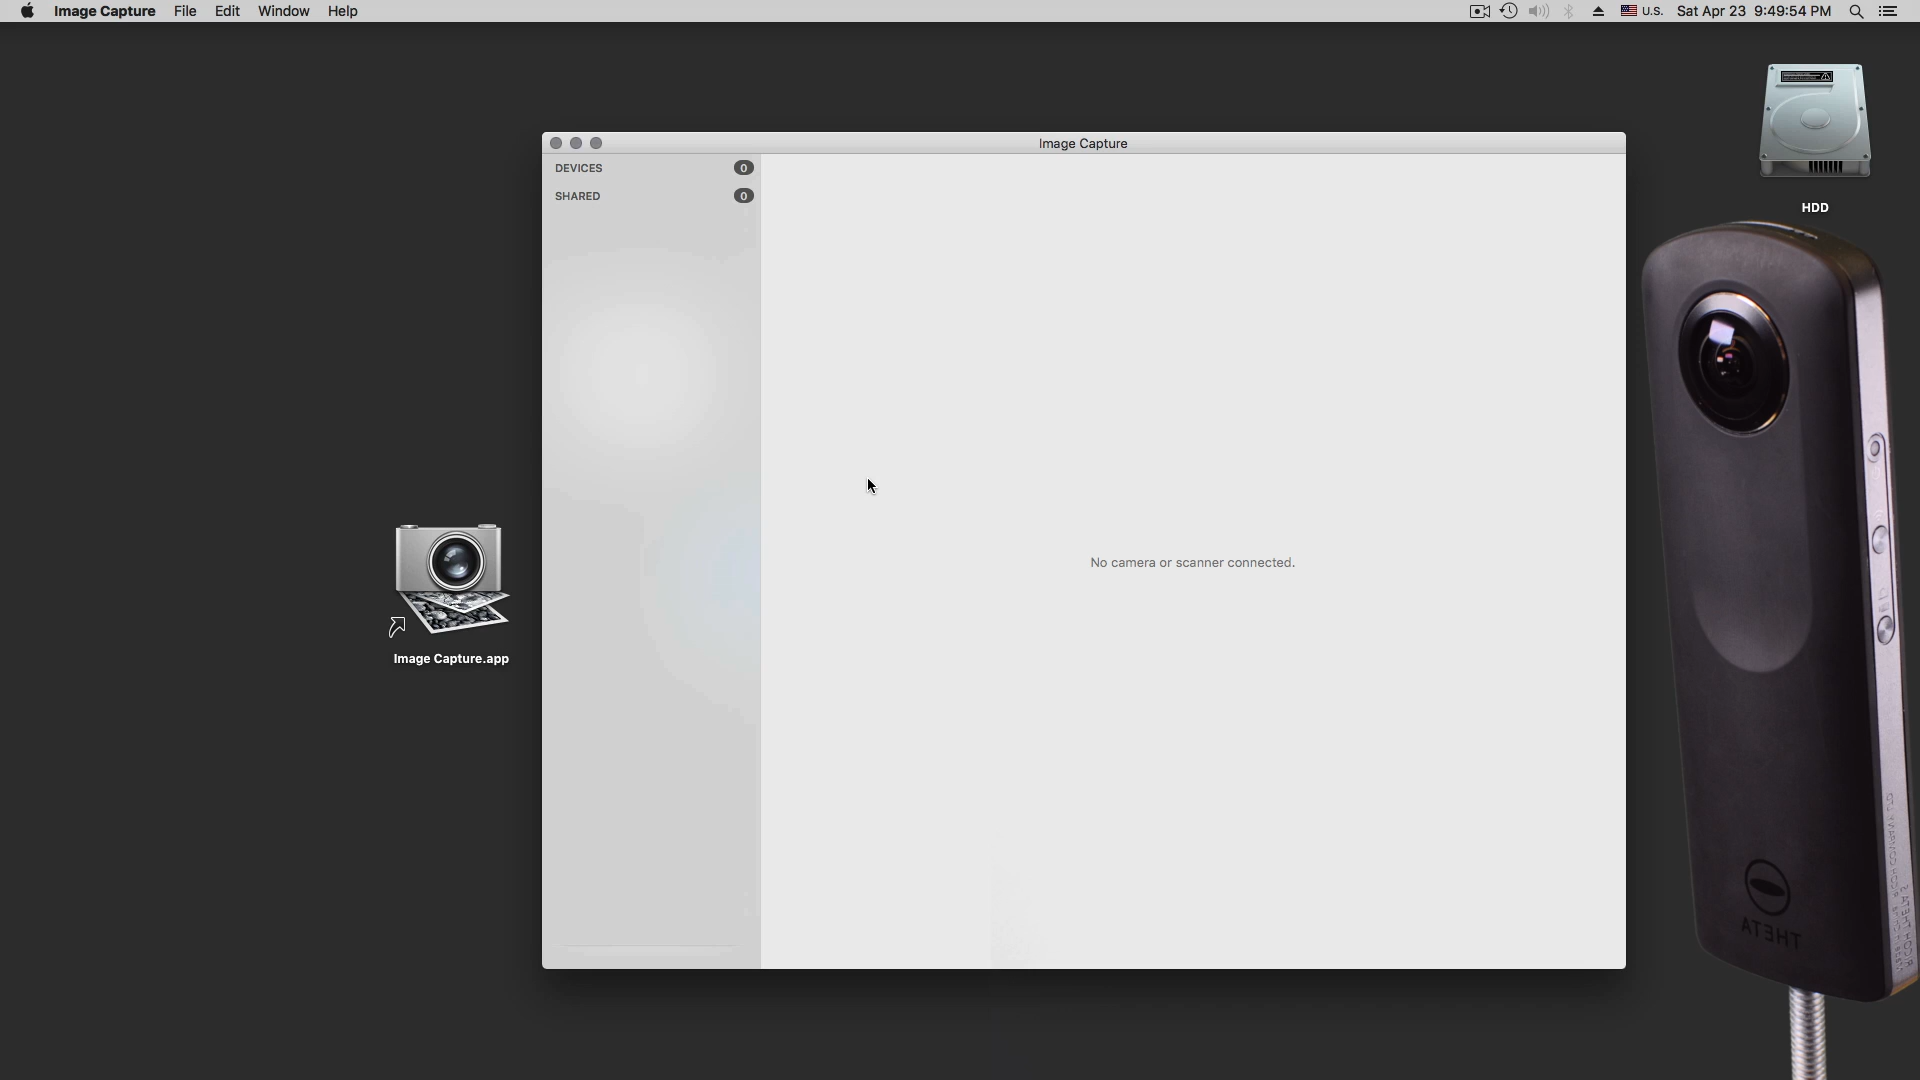 Image Capture File Edit Window Help U.S. Sat Apr 23 9:49:54 PM
Image Capture
DEVICES 0
SHARED 0
HDD
No camera or scanner connected.
Image Capture.app
THETA